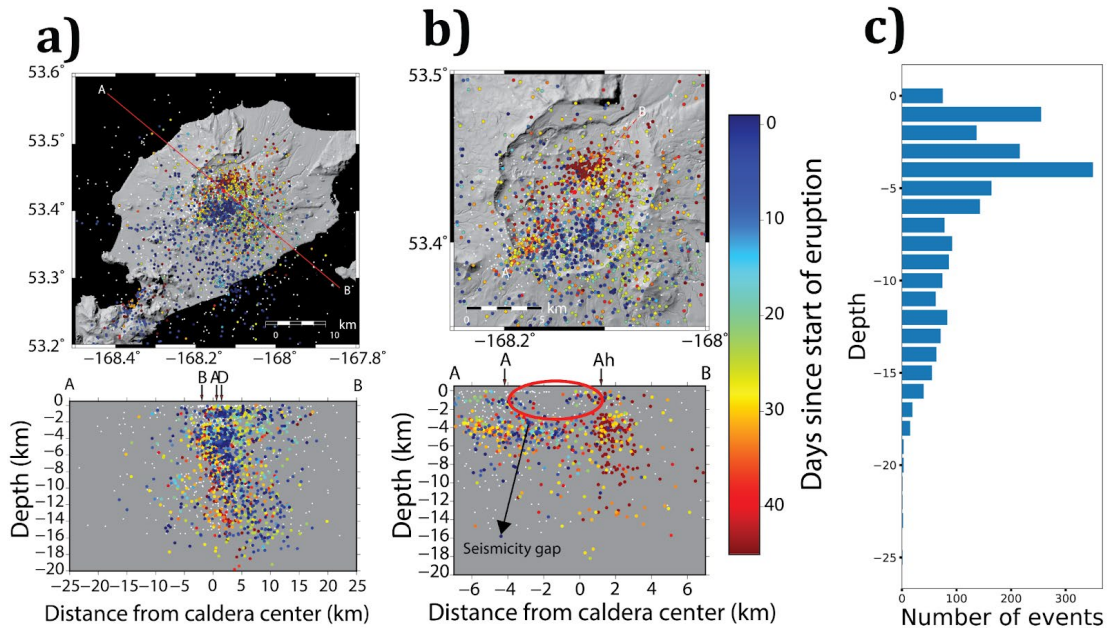 a)
53.6˚
53.5˚
53.4˚
53.3˚
53.2˚
A
B
km
0 10
−168.4˚ −168.2˚ −168˚ −167.8˚
A B A D B
0
−2
−4
−6
−8
−10
−12
−14
−16
−18
−20
Depth (km)
−25 −20 −15 −10 −5 0 5 10 15 20 25
Distance from caldera center (km)
b)
53.5˚
53.4˚
B
A
km
0 5
−168.2˚ −168
A Ah B
0
−2
−4
−6
−8
−10
−12
−14
−16
−18
−20
Depth (km)
Seismicity gap
−6 −4 −2 0 2 4 6
Distance from caldera center (km)
0
10
20
30
40
Days since start of eruption
c)
0
−5
−10
−15
−20
−25
Depth
0 100 200 300
Number of events